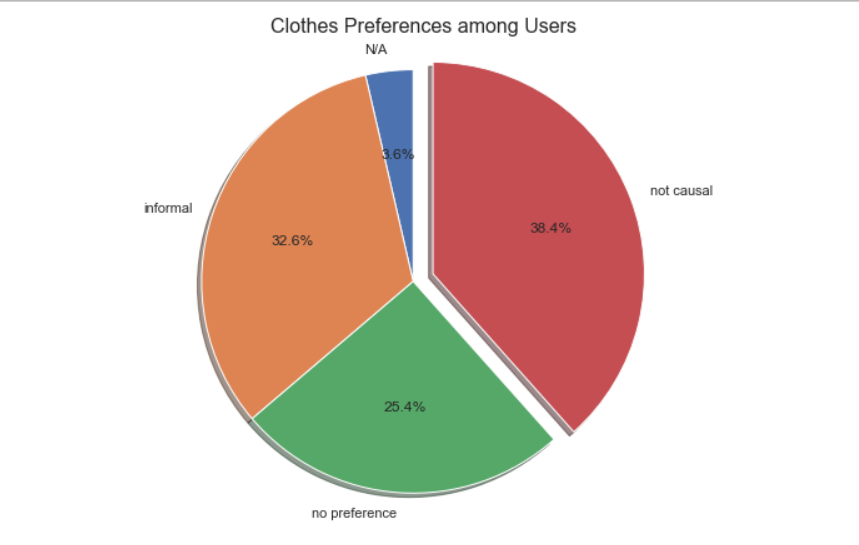 Clothes Preferences among Users
N/A
3.6%
not causal
informal
38.4%
32.6%
25.4%
no preference